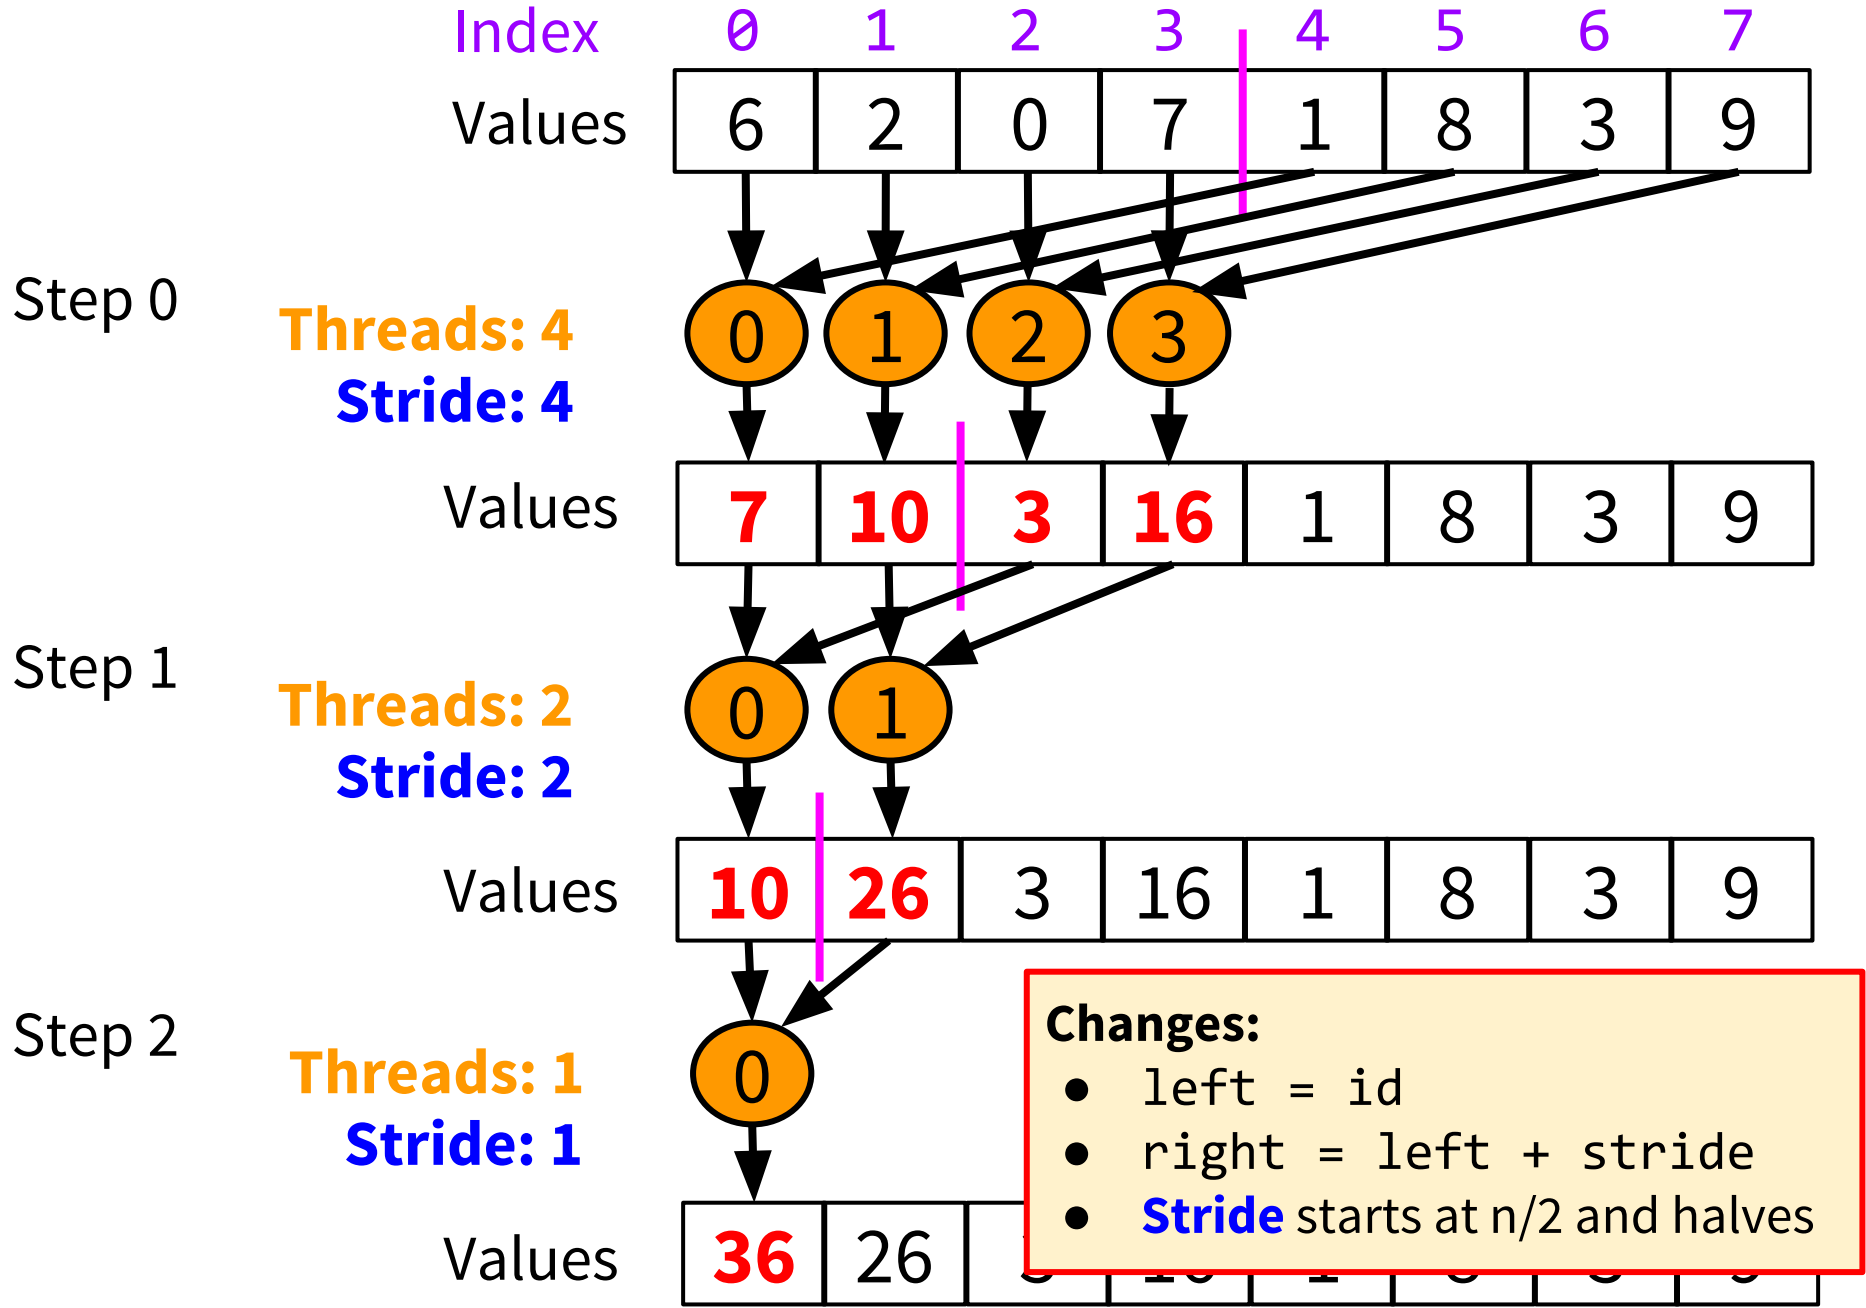 Index 0 1 2 3 4 5 6 7
Values 6 2 0 7 1 8 3 9
Step 0
Threads: 4
Stride: 4
0 1 2 3
Values 7 10 3 16 1 8 3 9
Step 1
Threads: 2
Stride: 2
0 1
Values 10 26 3 16 1 8 3 9
Step 2
Threads: 1
Stride: 1
0
Changes:
● left = id
● right = left + stride
● Stride starts at n/2 and halves
Values 36 26